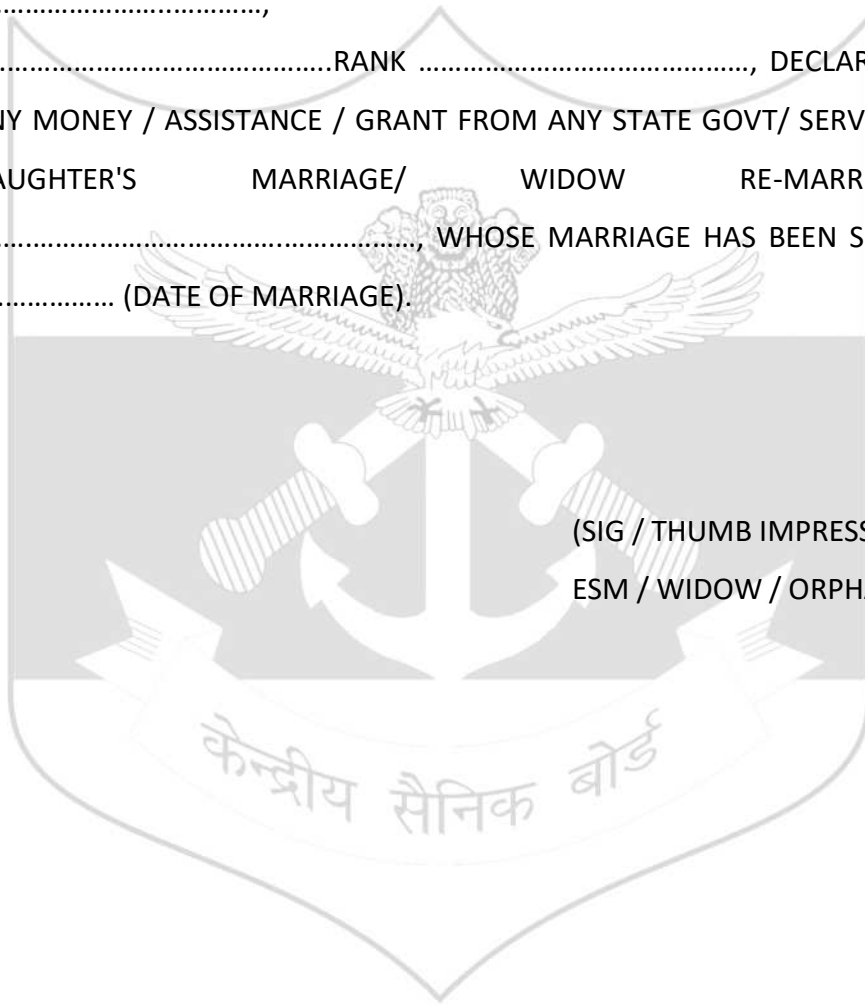 ……………………..…………,
…………………………………….RANK ………………………………………, DECLAR
NY MONEY / ASSISTANCE / GRANT FROM ANY STATE GOVT/ SERV
AUGHTER'S MARRIAGE/ WIDOW RE-MARR
…………………………………..………………, WHOSE MARRIAGE HAS BEEN S
……………… (DATE OF MARRIAGE).
(SIG / THUMB IMPRESS
ESM / WIDOW / ORPHA
केन्द्रीय सैनिक बोर्ड